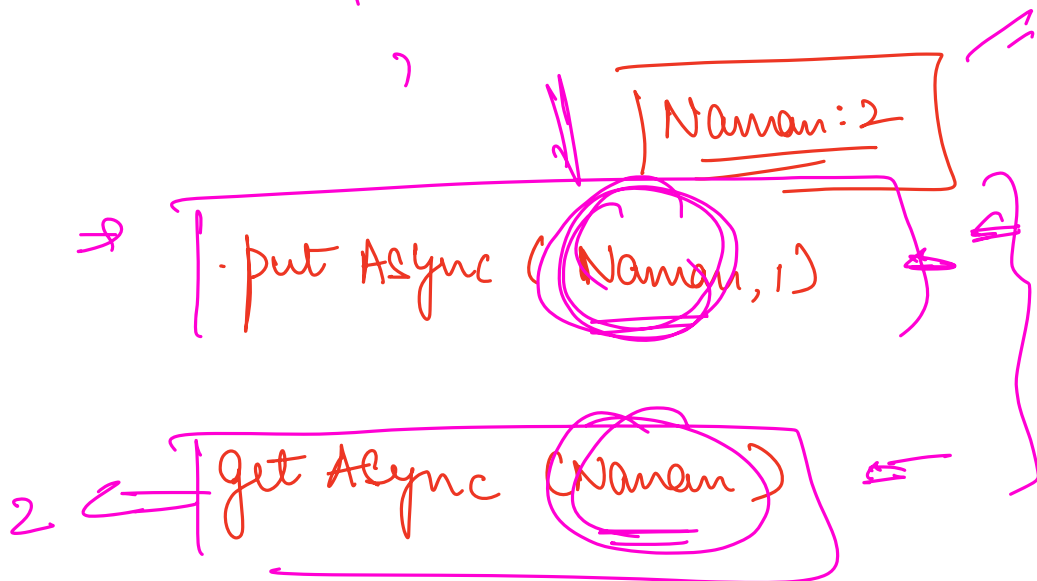 Naman : 2
. put Async ( Naman, 1)
get Async (Naman)
2